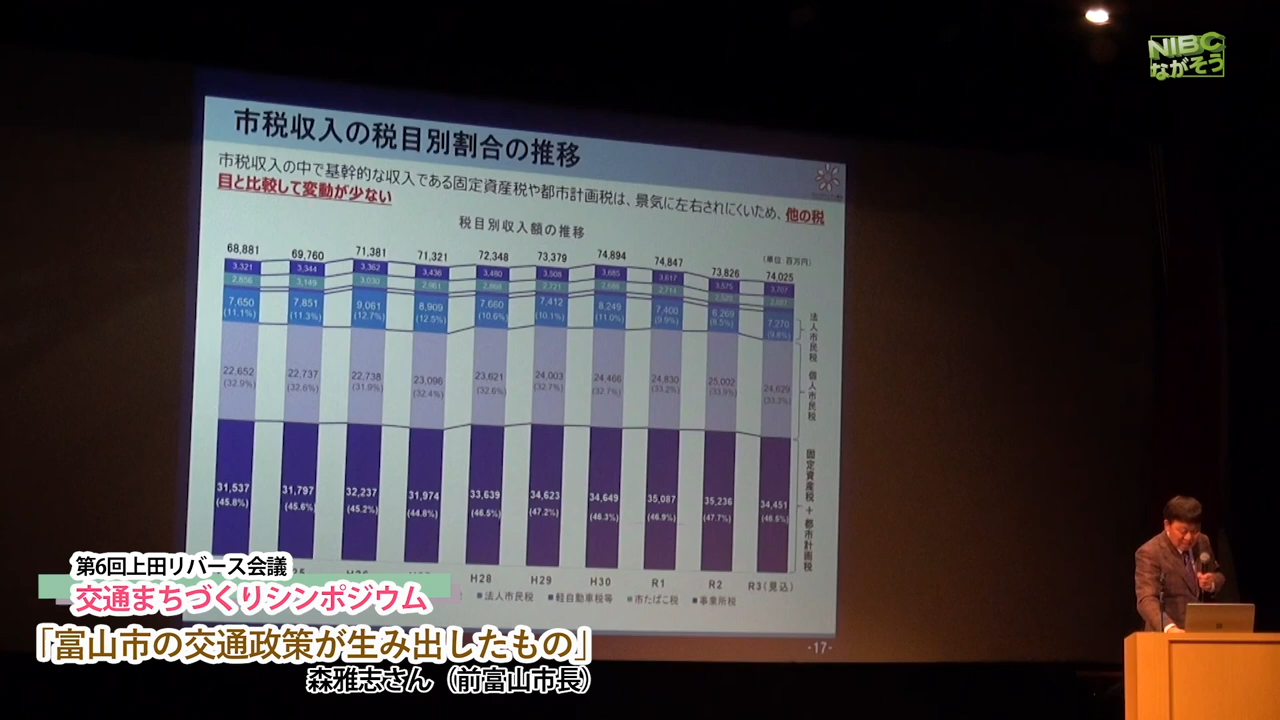 NIBC
ながそう
市税収入の税目別割合の推移
市税収入の中で基幹的な収入である固定資産税や都市計画税は、景気に左右されにくいため、他の税
目と比較して変動が少ない
税目別収入額の推移
(単位:百万円)
68,881 69,760 71,381 71,321 72,348 73,379 74,894 74,847 73,826 74,025
3,321 3,344 3,362 3,436 3,480 3,508 3,685 3,617 3,575 3,707
3,149 3,030 2,721
7,650 7,851 9,061 8,909 7,660 7,412 8,249 7,400 6,269 7,270
(11.1%) (11.3%) (12.7%) (12.5%) (10.6%) (10.1%) (11.0%) (9.9%) (8.5%) (9.8%)
法人市民税
22,652 22,737 22,738 23,096 23,621 24,003 24,466 24,830 25,002 24,629
(32.9%) (32.6%) (31.9%) (32.4%) (32.6%) (32.7%) (32.7%) (33.2%) (33.9%) (33.3%)
個人市民税
31,537 31,797 32,237 31,974 33,639 34,623 34,649 35,087 35,236 34,451
(45.8%) (45.6%) (45.2%) (44.8%) (46.5%) (47.2%) (46.3%) (46.9%) (47.7%) (46.5%)
固定資産税+都市計画税
H28 H29 H30 R1 R2 R3(見込)
■法人市民税 ■軽自動車税等 ■市たばこ税 ■事業所税
-17-
第6回上田リバース会議
交通まちづくりシンポジウム
「富山市の交通政策が生み出したもの」
森雅志さん（前富山市長）